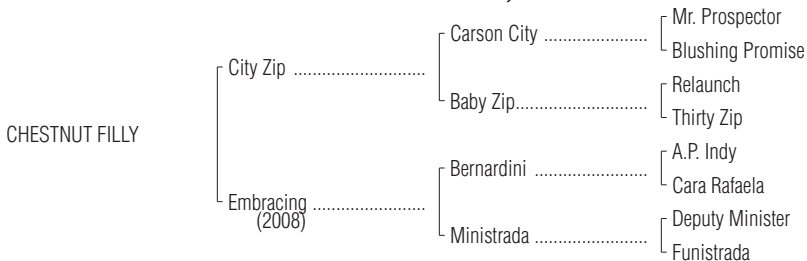 Mr. Prospector
Carson City ......................
Blushing Promise
City Zip ............................
Relaunch
Baby Zip............................
Thirty Zip
CHESTNUT FILLY
A.P. Indy
Bernardini ........................
Cara Rafaela
Embracing ........................
(2008)
Deputy Minister
Ministrada ........................
Funistrada